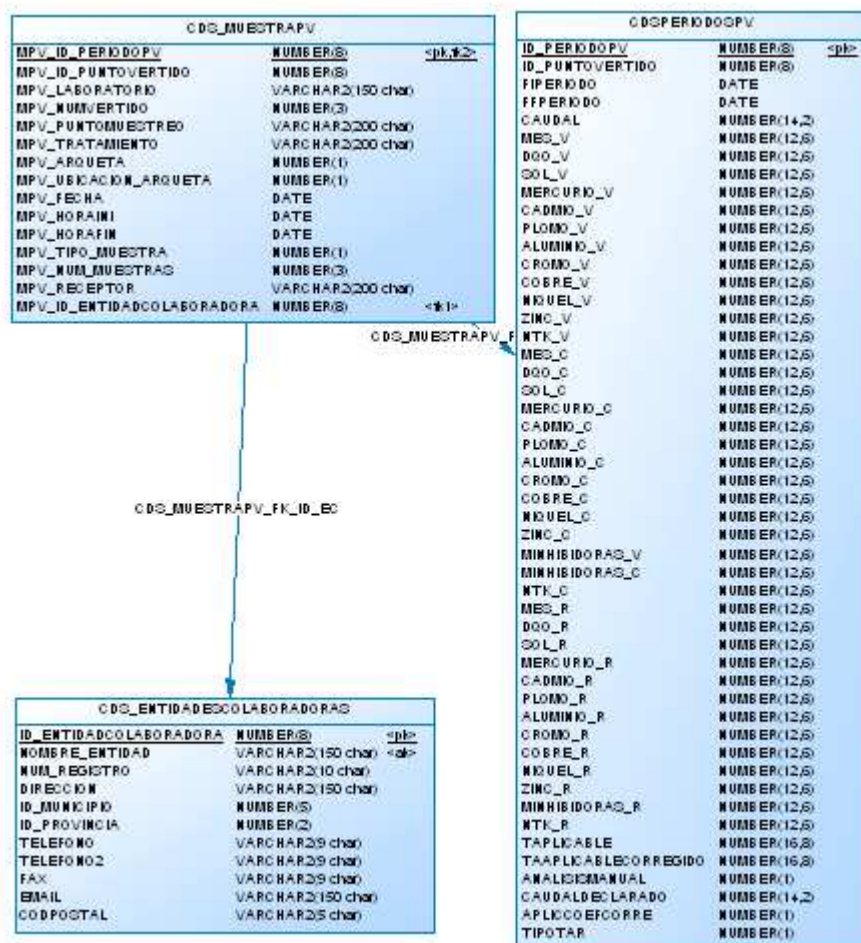 CDS_MUESTRAPV
MPV_ID_PERIODOPV NUMBER(8) <pk,fk2>
MPV_ID_PUNTOVERTIDO NUMBER(8)
MPV_LABORATORIO VARCHAR2(150 char)
MPV_NUMVERTIDO NUMBER(3)
MPV_PUNTOMUESTREO VARCHAR2(200 char)
MPV_TRATAMIENTO VARCHAR2(200 char)
MPV_ARQUETA NUMBER(1)
MPV_UBICACION_ARQUETA NUMBER(1)
MPV_FECHA DATE
MPV_HORAINI DATE
MPV_HORAFIN DATE
MPV_TIPO_MUESTRA NUMBER(1)
MPV_NUM_MUESTRAS NUMBER(3)
MPV_RECEPTOR VARCHAR2(200 char)
MPV_ID_ENTIDADCOLABORADORA NUMBER(8) <fk1>
CDS_MUESTRAPV_F
CDS_MUESTRAPV_FK_ID_EC
CDS_ENTIDADESCOLABORADORAS
ID_ENTIDADCOLABORADORA NUMBER(8) <pk>
NOMBRE_ENTIDAD VARCHAR2(150 char) <ak>
NUM_REGISTRO VARCHAR2(10 char)
DIRECCION VARCHAR2(150 char)
ID_MUNICIPIO NUMBER(5)
ID_PROVINCIA NUMBER(2)
TELEFONO VARCHAR2(9 char)
TELEFONO2 VARCHAR2(9 char)
FAX VARCHAR2(9 char)
EMAIL VARCHAR2(150 char)
CODPOSTAL VARCHAR2(5 char)
CDSPERIODOSPV
ID_PERIODOPV NUMBER(8) <pk>
ID_PUNTOVERTIDO NUMBER(8)
FIPERIODO DATE
FFPERIODO DATE
CAUDAL NUMBER(14,2)
MES_V NUMBER(12,6)
DQO_V NUMBER(12,6)
SOL_V NUMBER(12,6)
MERCURIO_V NUMBER(12,6)
CADMIO_V NUMBER(12,6)
PLOMO_V NUMBER(12,6)
ALUMINIO_V NUMBER(12,6)
CROMO_V NUMBER(12,6)
COBRE_V NUMBER(12,6)
NIQUEL_V NUMBER(12,6)
ZINC_V NUMBER(12,6)
NTK_V NUMBER(12,6)
MES_C NUMBER(12,6)
DQO_C NUMBER(12,6)
SOL_C NUMBER(12,6)
MERCURIO_C NUMBER(12,6)
CADMIO_C NUMBER(12,6)
PLOMO_C NUMBER(12,6)
ALUMINIO_C NUMBER(12,6)
CROMO_C NUMBER(12,6)
COBRE_C NUMBER(12,6)
NIQUEL_C NUMBER(12,6)
ZINC_C NUMBER(12,6)
MINHIBIDORAS_V NUMBER(12,6)
MINHIBIDORAS_C NUMBER(12,6)
NTK_C NUMBER(12,6)
MES_R NUMBER(12,6)
DQO_R NUMBER(12,6)
SOL_R NUMBER(12,6)
MERCURIO_R NUMBER(12,6)
CADMIO_R NUMBER(12,6)
PLOMO_R NUMBER(12,6)
ALUMINIO_R NUMBER(12,6)
CROMO_R NUMBER(12,6)
COBRE_R NUMBER(12,6)
NIQUEL_R NUMBER(12,6)
ZINC_R NUMBER(12,6)
MINHIBIDORAS_R NUMBER(12,6)
NTK_R NUMBER(12,6)
TAPLICABLE NUMBER(16,8)
TAAPLICABLECORREGIDO NUMBER(16,8)
ANALISISMANUAL NUMBER(1)
CAUDALDECLARADO NUMBER(14,2)
APLICCOEFCORRE NUMBER(1)
TIPOTAR NUMBER(1)